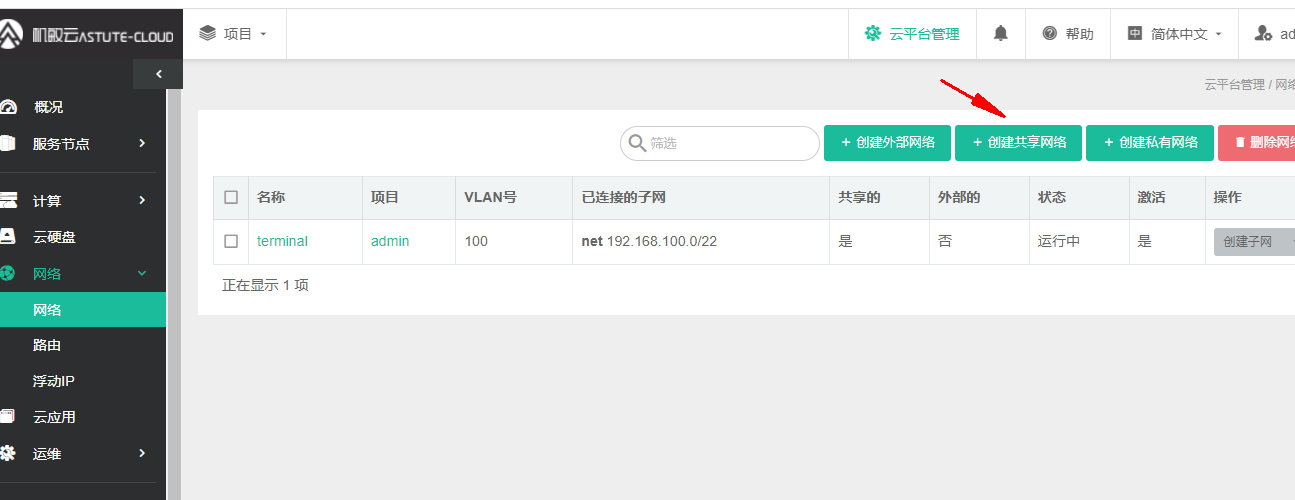 机敏云ASTUTE-CLOUD
项目
云平台管理
帮助
中
简体中文
云平台管理 / 网络
概况
服务节点
计算
云硬盘
网络
网络
路由
浮动IP
云应用
运维
筛选
+ 创建外部网络
+ 创建共享网络
+ 创建私有网络
删除网络
名称 项目 VLAN号 已连接的子网 共享的 外部的 状态 激活 操作
terminal admin 100 net 192.168.100.0/22 是 否 运行中 是 创建子网
正在显示 1 项